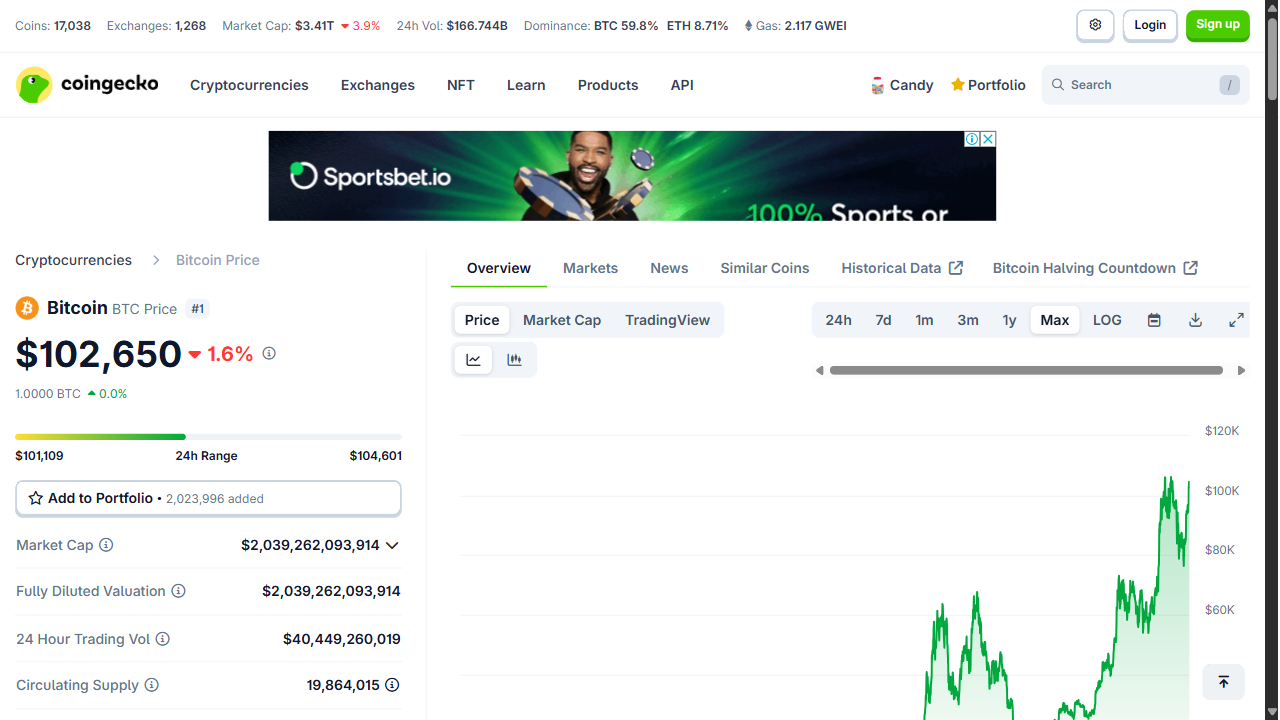 Coins: 17,038 Exchanges: 1,268 Market Cap: $3.41T 3.9% 24h Vol: $166.744B Dominance: BTC 59.8% ETH 8.71% Gas: 2.117 GWEI
Login
Sign up
coingecko
Cryptocurrencies Exchanges NFT Learn Products API
Candy Portfolio Search /
Sportsbet.io
100% Sports or
Cryptocurrencies > Bitcoin Price
Bitcoin BTC Price #1
$102,650 1.6%
1.0000 BTC 0.0%
$101,109 24h Range $104,601
Add to Portfolio • 2,023,996 added
Market Cap $2,039,262,093,914
Fully Diluted Valuation $2,039,262,093,914
24 Hour Trading Vol $40,449,260,019
Circulating Supply 19,864,015
Overview Markets News Similar Coins Historical Data Bitcoin Halving Countdown
Price Market Cap TradingView
24h 7d 1m 3m 1y Max LOG
$120K
$100K
$80K
$60K